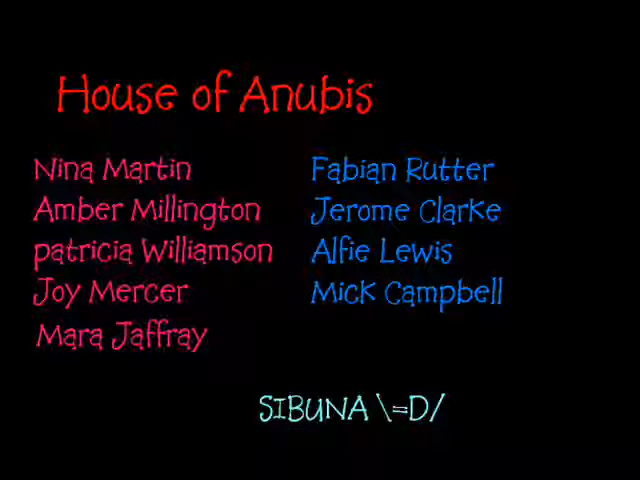 House of Anubis
Nina Martin
Amber Millington
patricia Williamson
Joy Mercer
Mara Jaffray
Fabian Rutter
Jerome Clarke
Alfie Lewis
Mick Campbell
SIBUNA \=D/